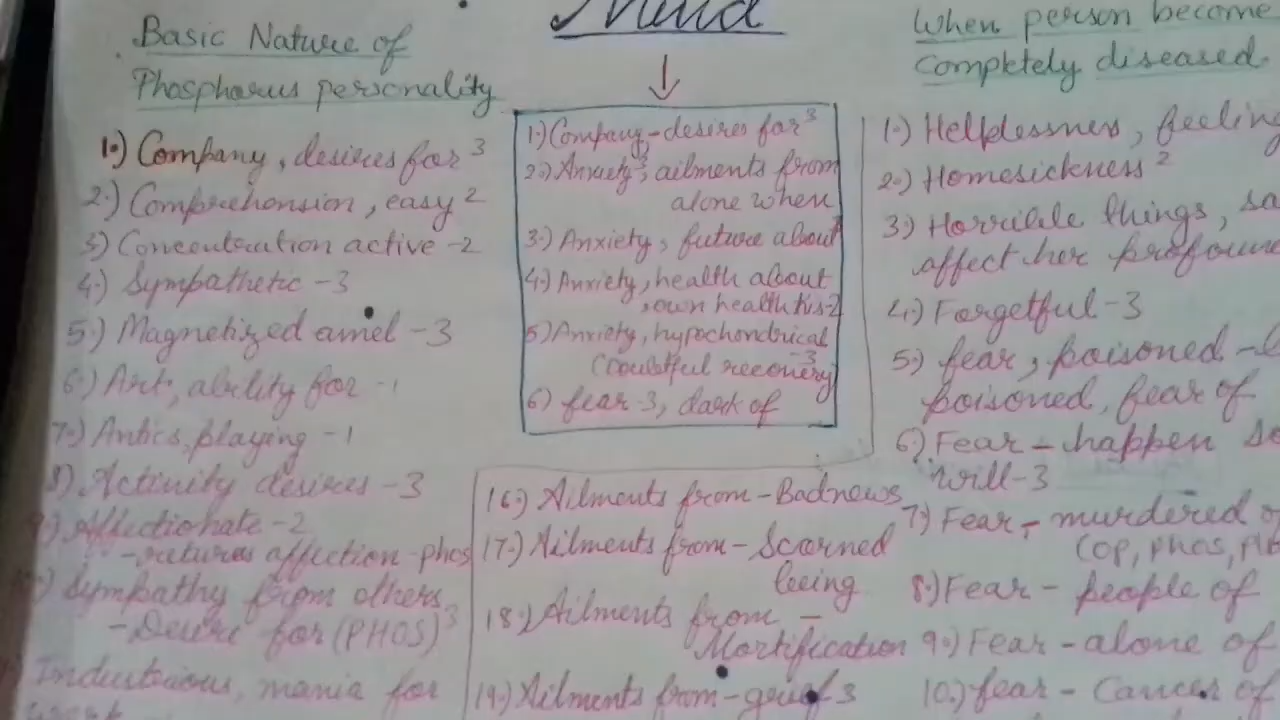 Mind
Basic Nature of
Phosphorus personality
1.) Company, desires for 3
2.) Comprehension, easy 2
3) Concentration active -2
4.) Sympathetic -3
5.) Magnetized amel -3
6.) Art, ability for -1
7.) Antics, playing -1
8) Activity desires -3
9.) Affectionate -2
- returns affection - phos
10.) Sympathy from others
- Desire for (PHOS) 3
Industrious, mania for
1.) Company - desires for 3
2.) Anxiety 3, ailments from
alone when
3.) Anxiety, future about
4.) Anxiety, health about
, own health his-2
5) Anxiety, hypochondrical
-3
(Doubtful recovery
6) fear -3, dark of
16.) Ailments from - Badnews
17.) Ailments from - Scorned
being
18.) Ailments from -
Mortification
19.) Ailments from - grief 3
When person become
completely diseased.
1.) Helplessness, feeling
2.) Homesickness 2
3.) Horrible things, sa
affect her profoun
4.) Forgetful -3
5.) fear, poisoned -
poisoned, fear of
6.) Fear - happen so
will -3
7.) Fear - murdered o
(op, phos, plb
8.) Fear - people of
9.) Fear - alone of
10.) fear - Cancer of